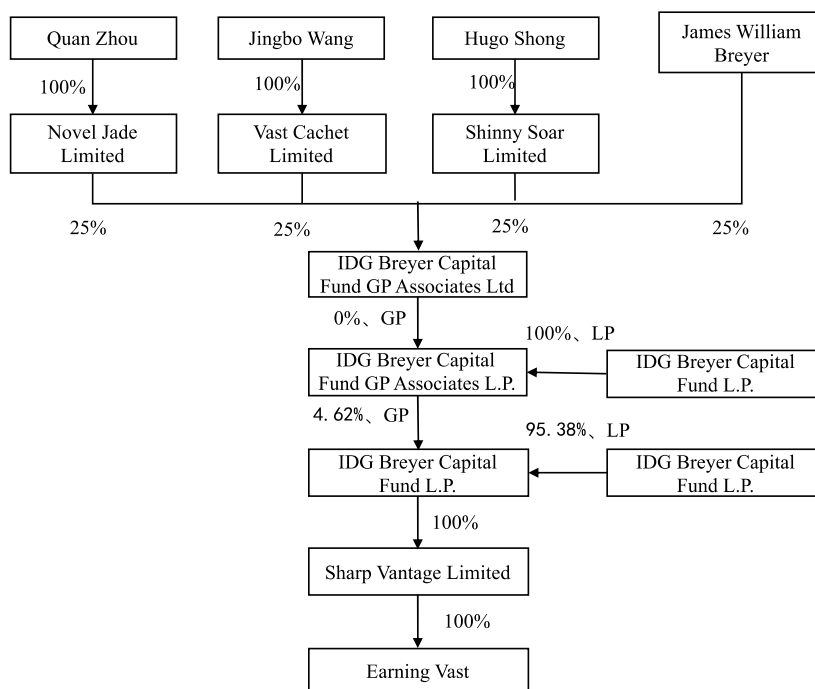 Quan Zhou
Jingbo Wang
Hugo Shong
James William
Breyer
100%
100%
100%
Novel Jade
Limited
Vast Cachet
Limited
Shinny Soar
Limited
25%
25%
25%
25%
IDG Breyer Capital
Fund GP Associates Ltd
0%、GP
100%、LP
IDG Breyer Capital
Fund GP Associates L.P.
IDG Breyer Capital
Fund L.P.
4.62%、GP
95.38%、LP
IDG Breyer Capital
Fund L.P.
IDG Breyer Capital
Fund L.P.
100%
Sharp Vantage Limited
100%
Earning Vast